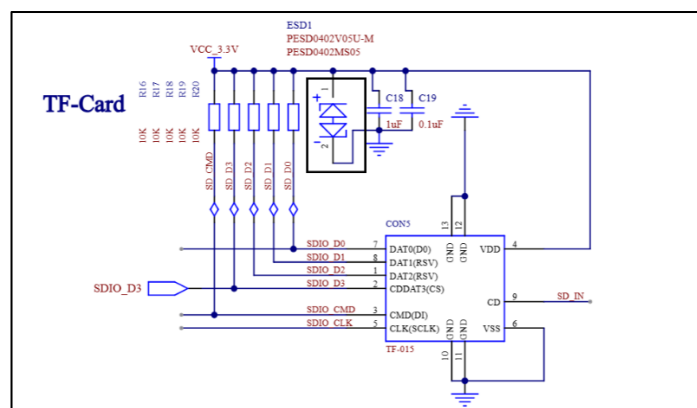 ESD1
PESD0402V05U-M
PESD0402MS05
VCC_3.3V
TF-Card
R16
R17
R18
R19
R20
10K
10K
10K
10K
10K
1
+
-
2
C18
C19
1uF
0.1uF
SD_CMD
SD_D3
SD_D2
SD_D1
SD_D0
CON5
13
12
GND
GND
SDIO_D0
7
DAT0(D0)
VDD
4
SDIO_D1
8
DAT1(RSV)
SDIO_D2
1
DAT2(RSV)
SDIO_D3
SDIO_D3
2
CDDAT3(CS)
CD
9
SD_IN
SDIO_CMD
3
CMD(DI)
SDIO_CLK
5
CLK(SCLK)
VSS
6
GND
GND
TF-015
10
11